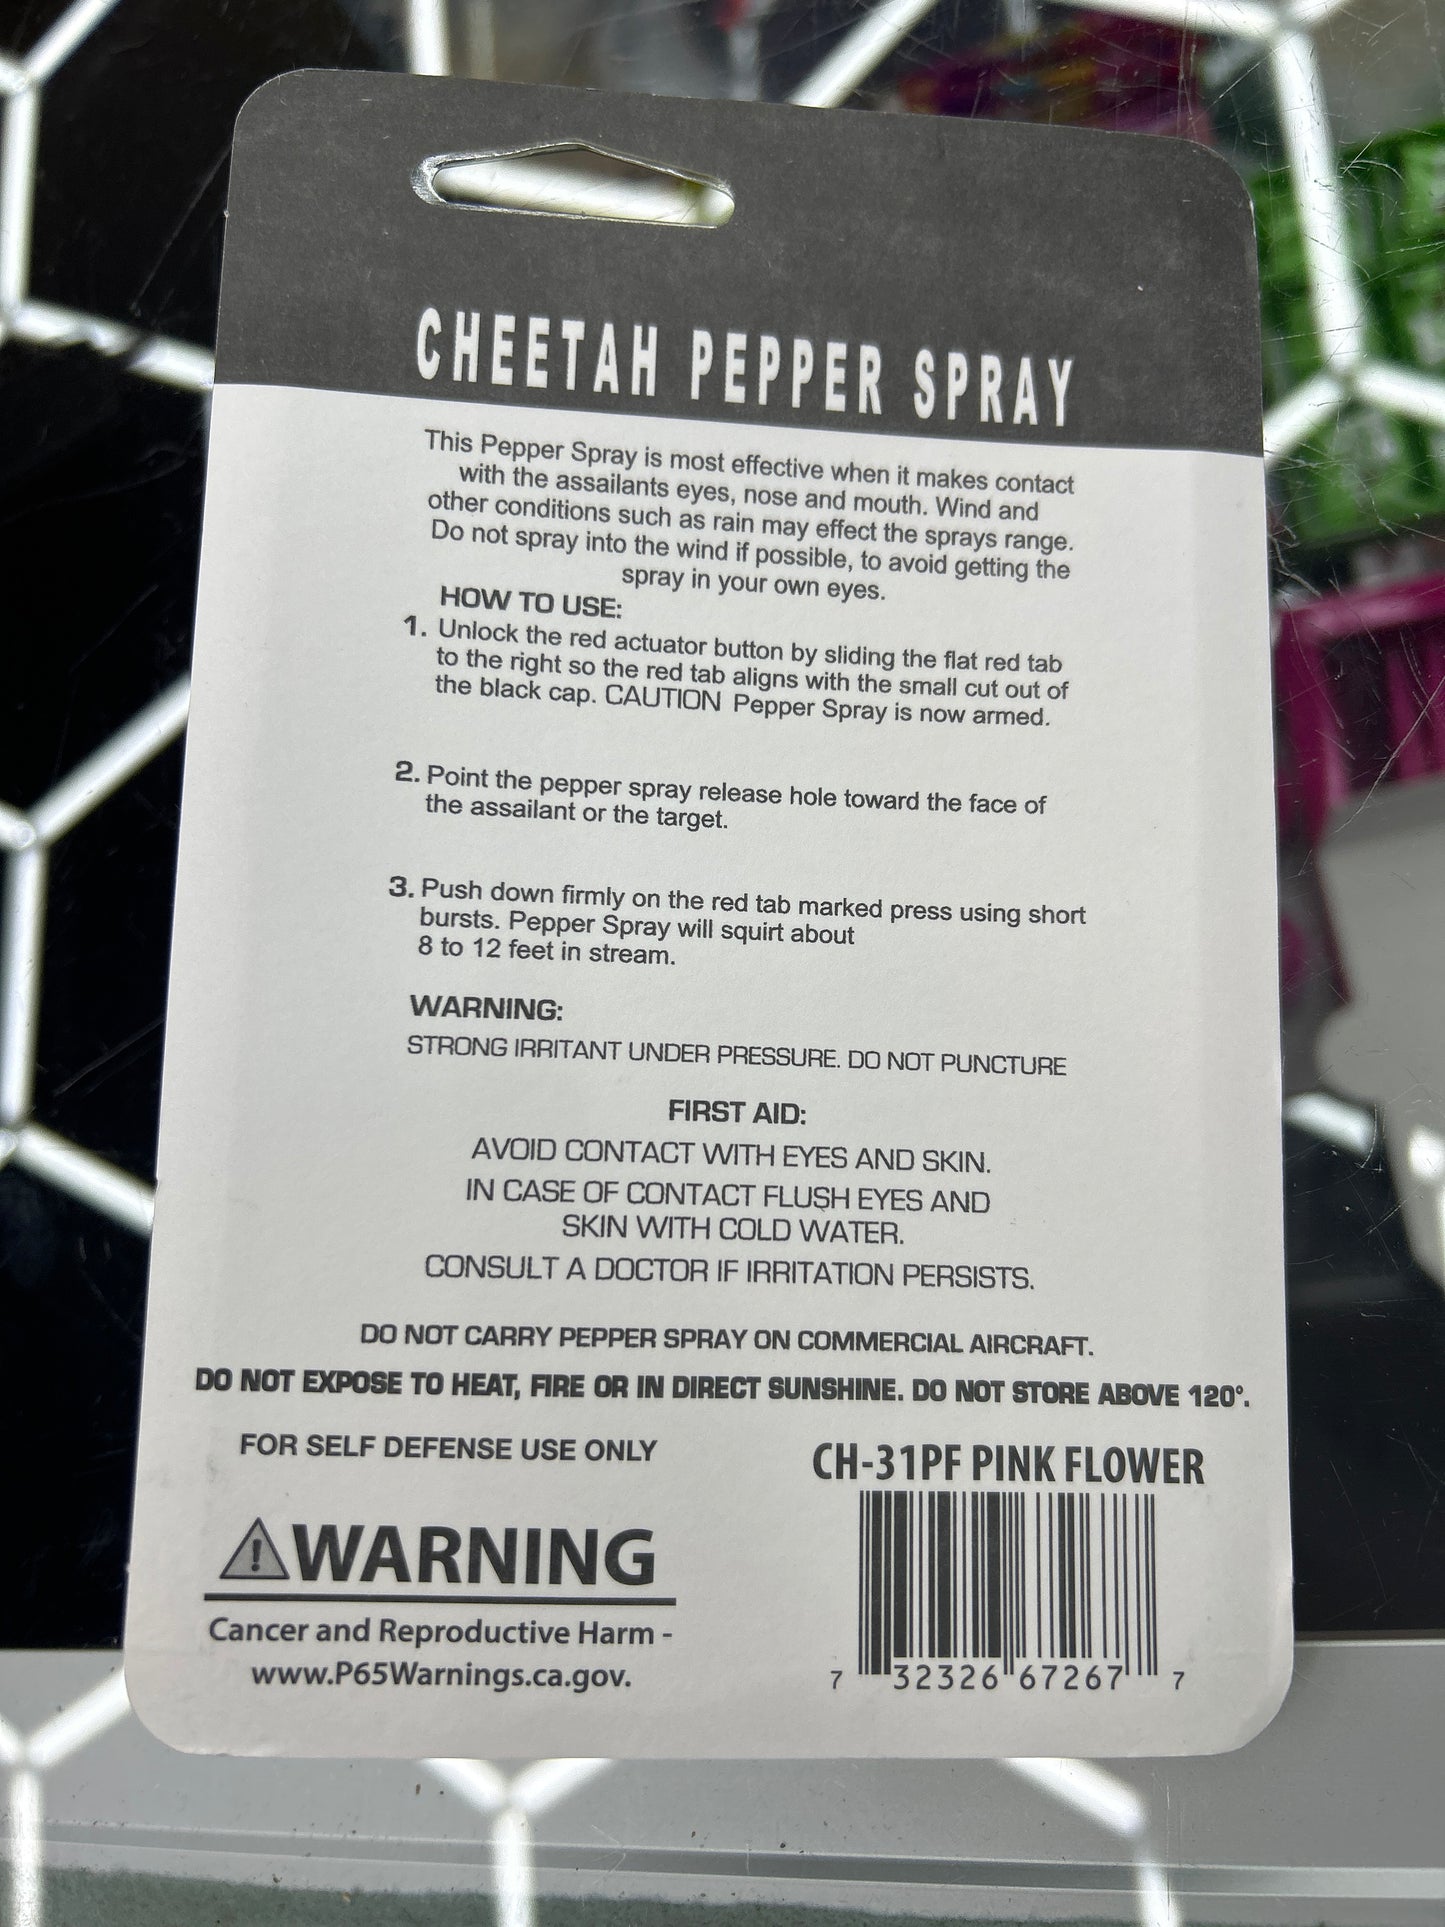 CHEETAH PEPPER SPRAY
This Pepper Spray is most effective when it makes contact
with the assailants eyes, nose and mouth. Wind and
other conditions such as rain may effect the sprays range.
Do not spray into the wind if possible, to avoid getting the
spray in your own eyes.
HOW TO USE:
1. Unlock the red actuator button by sliding the flat red tab
to the right so the red tab aligns with the small cut out of
the black cap. CAUTION Pepper Spray is now armed.
2. Point the pepper spray release hole toward the face of
the assailant or the target.
3. Push down firmly on the red tab marked press using short
bursts. Pepper Spray will squirt about
8 to 12 feet in stream.
WARNING:
STRONG IRRITANT UNDER PRESSURE. DO NOT PUNCTURE
FIRST AID:
AVOID CONTACT WITH EYES AND SKIN.
IN CASE OF CONTACT FLUSH EYES AND
SKIN WITH COLD WATER.
CONSULT A DOCTOR IF IRRITATION PERSISTS.
DO NOT CARRY PEPPER SPRAY ON COMMERCIAL AIRCRAFT.
DO NOT EXPOSE TO HEAT, FIRE OR IN DIRECT SUNSHINE. DO NOT STORE ABOVE 120°.
FOR SELF DEFENSE USE ONLY
CH-31PF PINK FLOWER
WARNING
Cancer and Reproductive Harm -
www.P65Warnings.ca.gov.
7 32326 67267 7